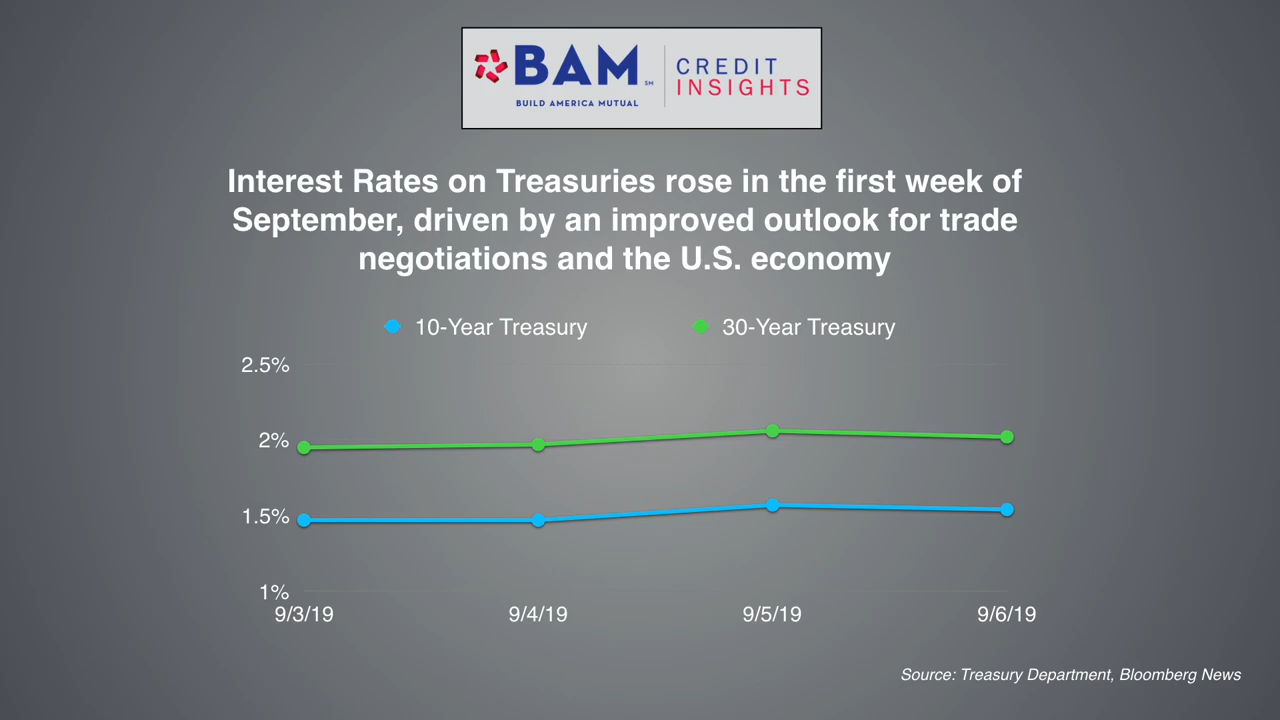 BAM SM
BUILD AMERICA MUTUAL
CREDIT
INSIGHTS
Interest Rates on Treasuries rose in the first week of
September, driven by an improved outlook for trade
negotiations and the U.S. economy
10-Year Treasury
30-Year Treasury
2.5%
2%
1.5%
1%
9/3/19
9/4/19
9/5/19
9/6/19
Source: Treasury Department, Bloomberg News